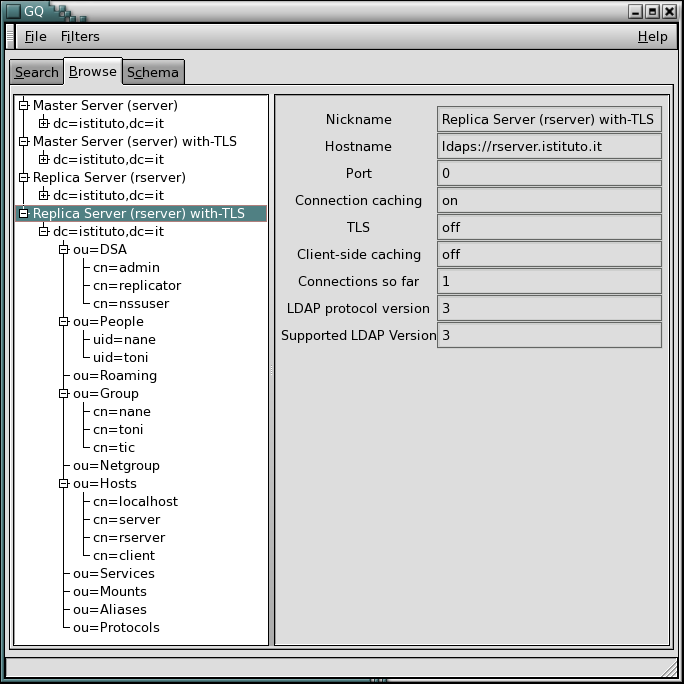 GQ
File Filters Help
Search Browse Schema
Master Server (server)
dc=istituto,dc=it
Master Server (server) with-TLS
dc=istituto,dc=it
Replica Server (rserver)
dc=istituto,dc=it
Replica Server (rserver) with-TLS
dc=istituto,dc=it
ou=DSA
cn=admin
cn=replicator
cn=nssuser
ou=People
uid=nane
uid=toni
ou=Roaming
ou=Group
cn=nane
cn=toni
cn=tic
ou=Netgroup
ou=Hosts
cn=localhost
cn=server
cn=rserver
cn=client
ou=Services
ou=Mounts
ou=Aliases
ou=Protocols
Nickname Replica Server (rserver) with-TLS
Hostname ldaps://rserver.istituto.it
Port 0
Connection caching on
TLS off
Client-side caching off
Connections so far 1
LDAP protocol version 3
Supported LDAP Version 3